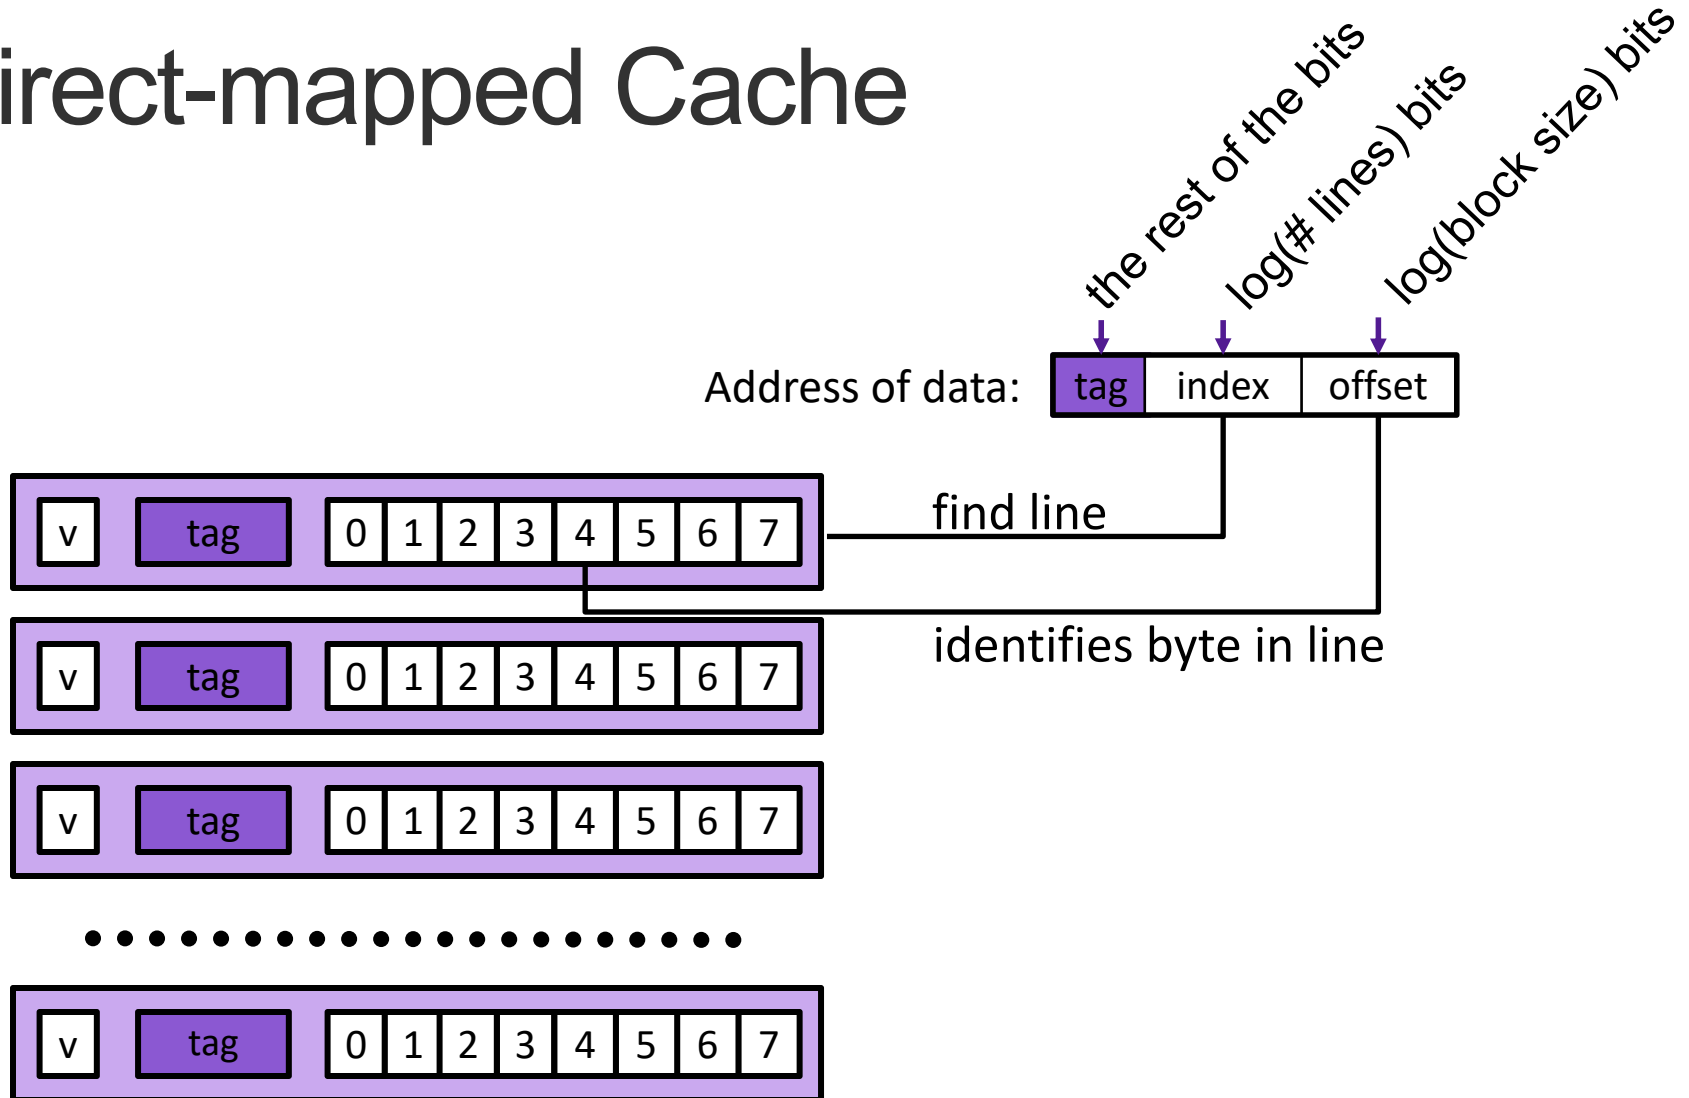 irect-mapped Cache
the rest of the bits
log(# lines) bits
log(block size) bits
Address of data: tag index offset
v tag 0 1 2 3 4 5 6 7
find line
identifies byte in line
v tag 0 1 2 3 4 5 6 7
v tag 0 1 2 3 4 5 6 7
v tag 0 1 2 3 4 5 6 7